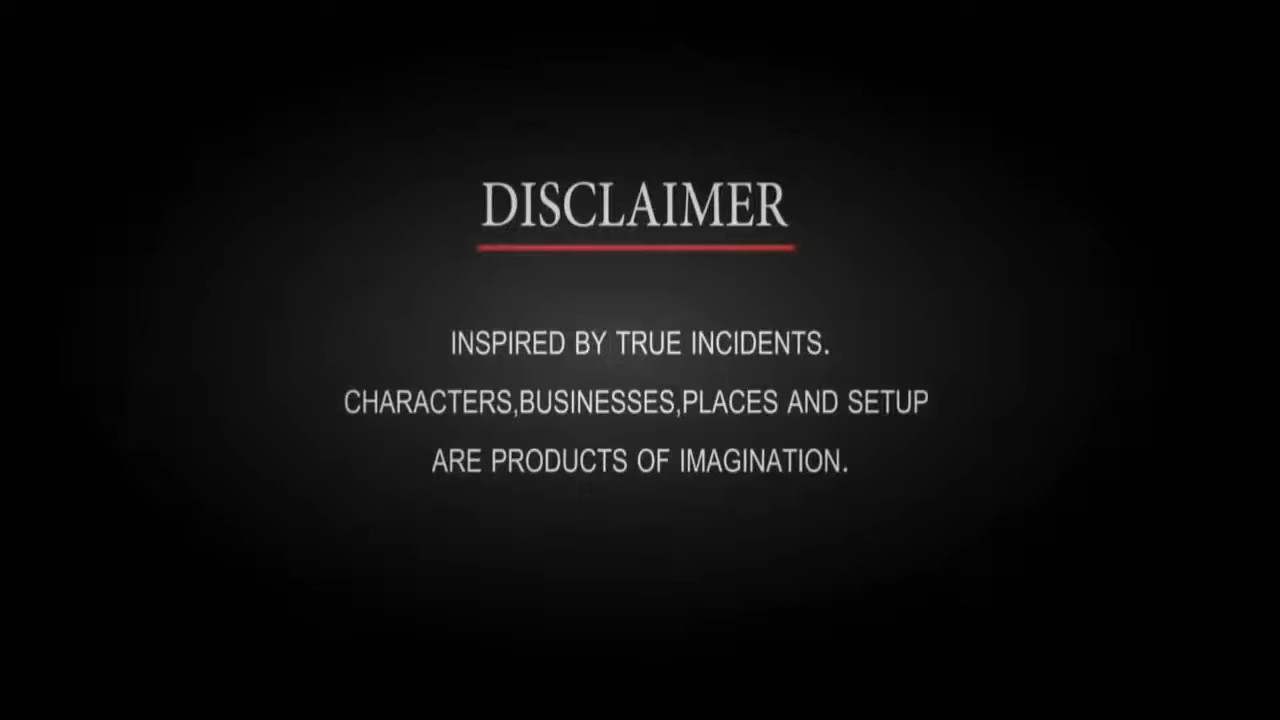 DISCLAIMER
INSPIRED BY TRUE INCIDENTS.
CHARACTERS,BUSINESSES,PLACES AND SETUP
ARE PRODUCTS OF IMAGINATION.